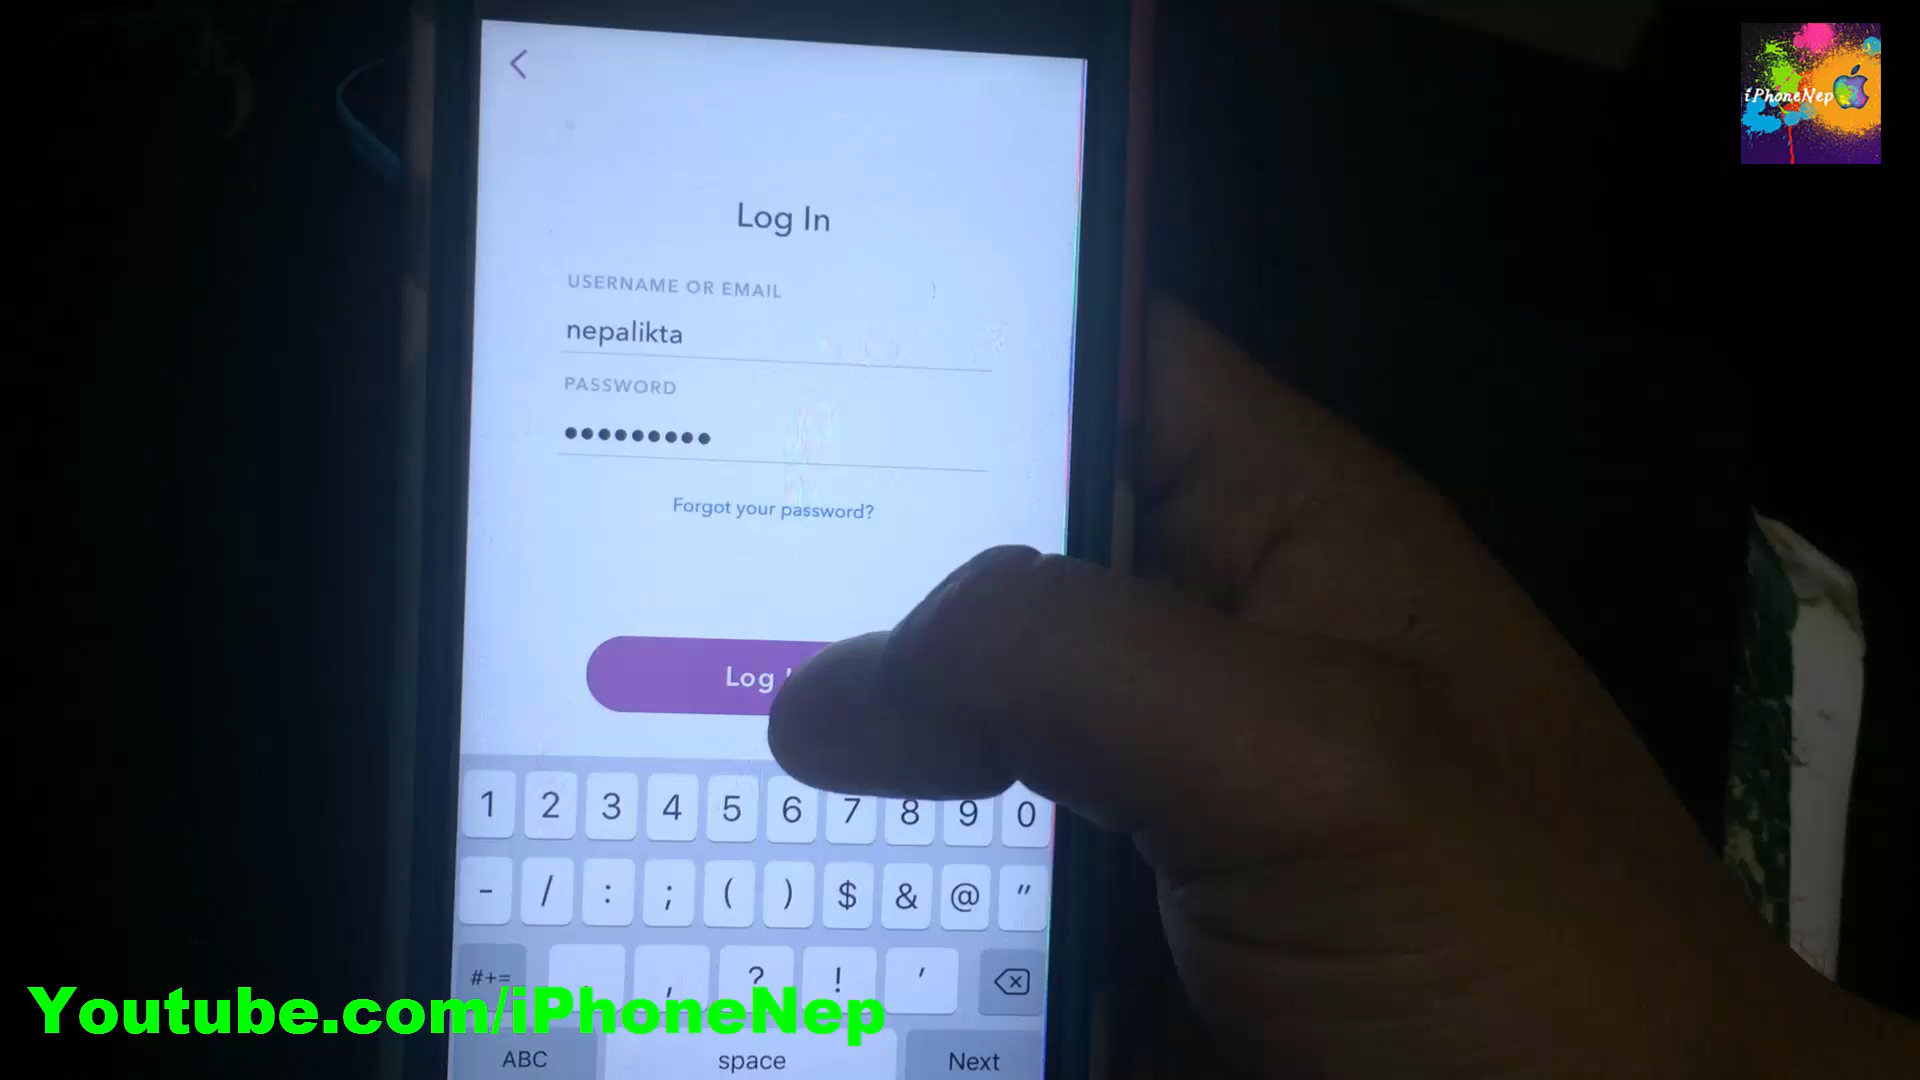 iPhoneNep
Log In
USERNAME OR EMAIL
nepalikta
PASSWORD
Forgot your password?
Log
1 2 3 4 5 6 7 8 9 0
- / : ; ( ) $ & @ "
#+= , ? ! '
Youtube.com/iPhoneNep
ABC space Next